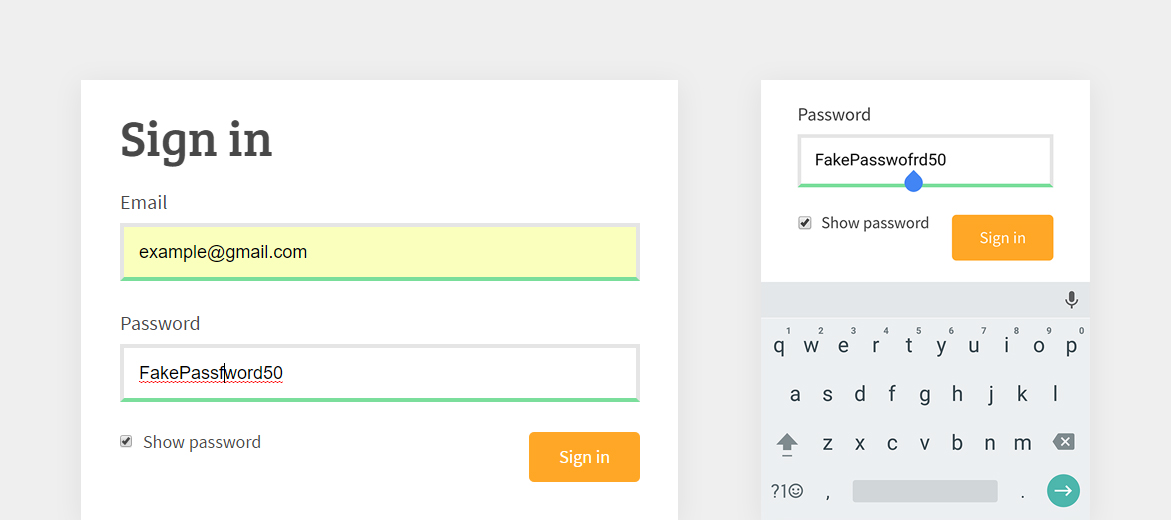 Sign in
Email
example@gmail.com
Password
FakePassfword50
Show password
Sign in
Password
FakePasswofrd50
Show password
Sign in
1 2 3 4 5 6 7 8 9 0
q w e r t y u i o p
a s d f g h j k l
z x c v b n m
?1☺ , .